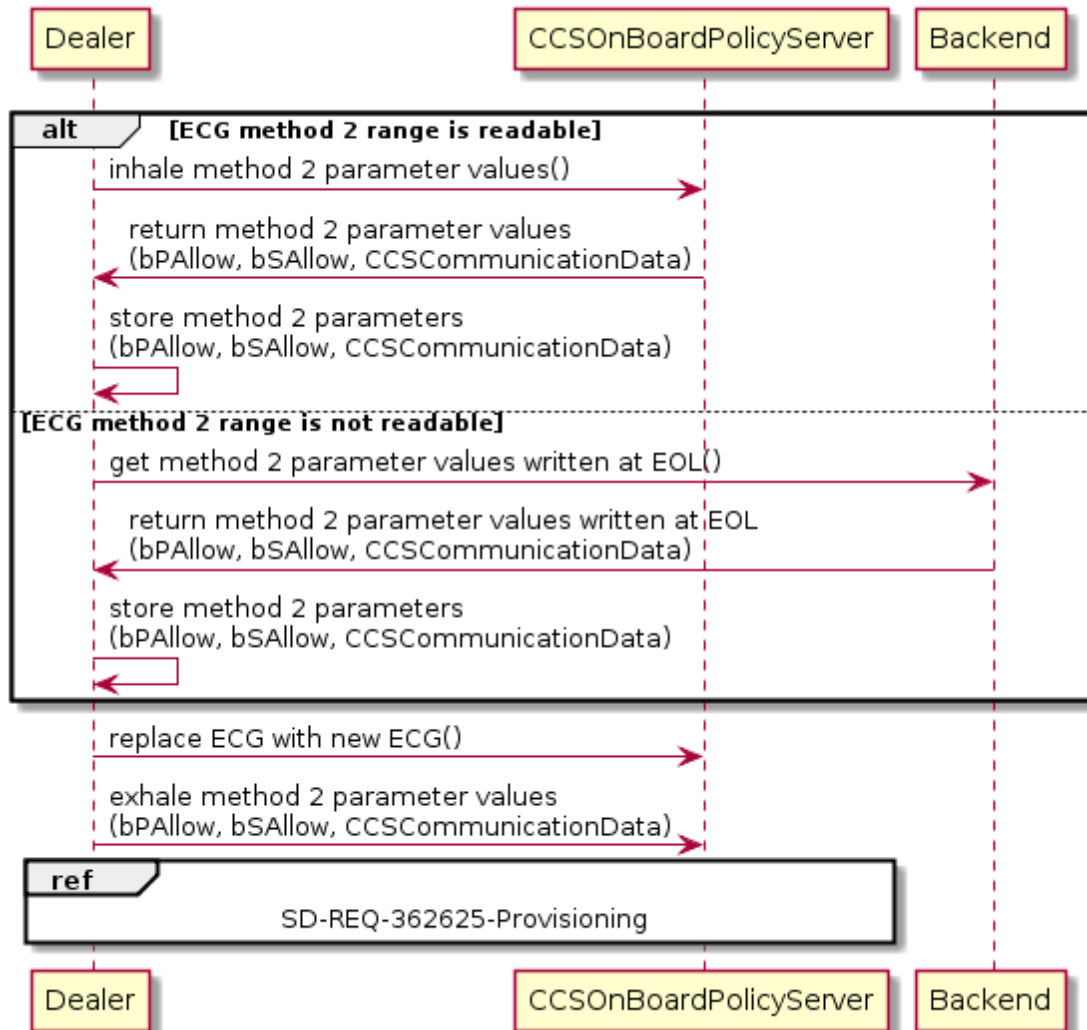 Dealer
CCSOnBoardPolicyServer
Backend
alt
[ECG method 2 range is readable]
inhale method 2 parameter values()
return method 2 parameter values
(bPAllow, bSAllow, CCSCommunicationData)
store method 2 parameters
(bPAllow, bSAllow, CCSCommunicationData)
[ECG method 2 range is not readable]
get method 2 parameter values written at EOL()
return method 2 parameter values written at EOL
(bPAllow, bSAllow, CCSCommunicationData)
store method 2 parameters
(bPAllow, bSAllow, CCSCommunicationData)
replace ECG with new ECG()
exhale method 2 parameter values
(bPAllow, bSAllow, CCSCommunicationData)
ref
SD-REQ-362625-Provisioning
Dealer
CCSOnBoardPolicyServer
Backend